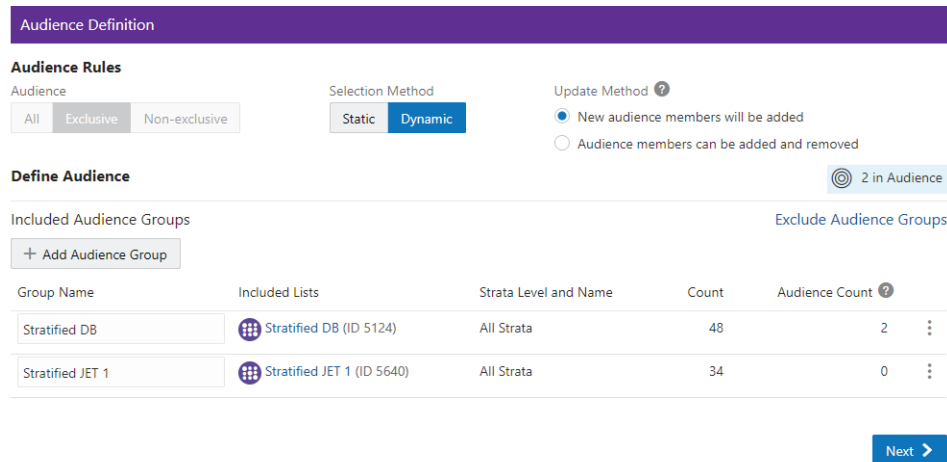 Audience Definition
Audience Rules
Audience Selection Method Update Method ?
All Exclusive Non-exclusive Static Dynamic New audience members will be added
Audience members can be added and removed
Define Audience 2 in Audience
Included Audience Groups Exclude Audience Groups
+ Add Audience Group
Group Name Included Lists Strata Level and Name Count Audience Count ?
Stratified DB Stratified DB (ID 5124) All Strata 48 2
Stratified JET 1 Stratified JET 1 (ID 5640) All Strata 34 0
Next